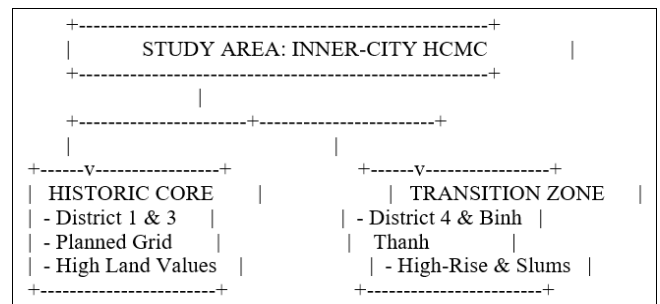 STUDY AREA: INNER-CITY HCMC
HISTORIC CORE
- District 1 & 3
- Planned Grid
- High Land Values
TRANSITION ZONE
- District 4 & Binh
Thanh
- High-Rise & Slums